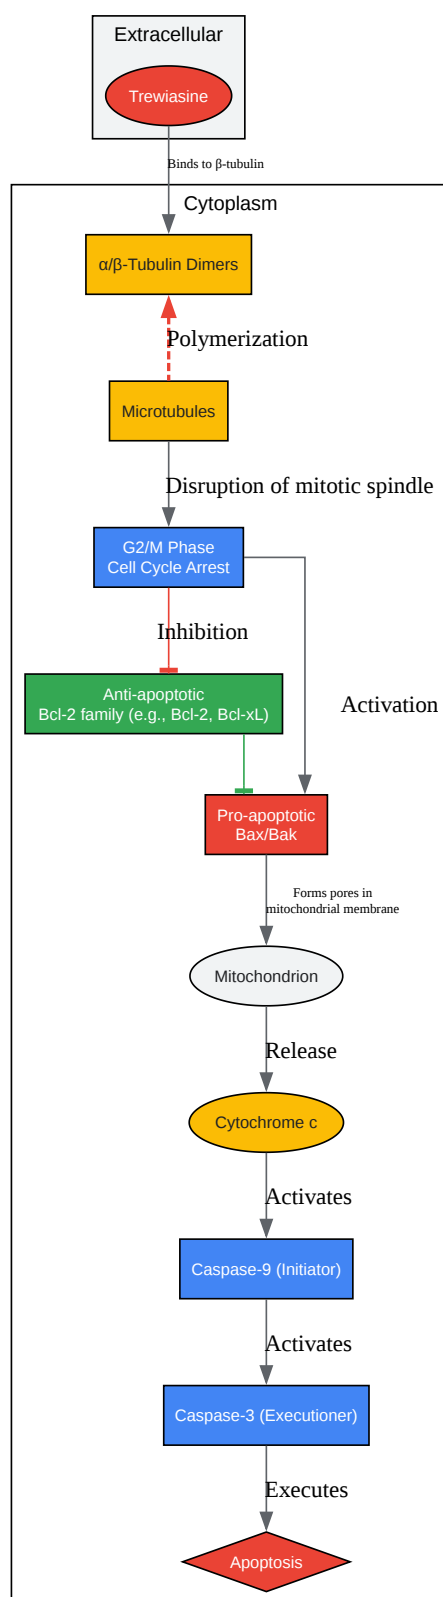 Extracellular
Trewiasine
Binds to β-tubulin
Cytoplasm
α/β-Tubulin Dimers
Polymerization
Microtubules
Disruption of mitotic spindle
G2/M Phase
Cell Cycle Arrest
Inhibition
Anti-apoptotic
Bcl-2 family (e.g., Bcl-2, Bcl-xL)
Activation
Pro-apoptotic
Bax/Bak
Forms pores in
mitochondrial membrane
Mitochondrion
Release
Cytochrome c
Activates
Caspase-9 (Initiator)
Activates
Caspase-3 (Executioner)
Executes
Apoptosis